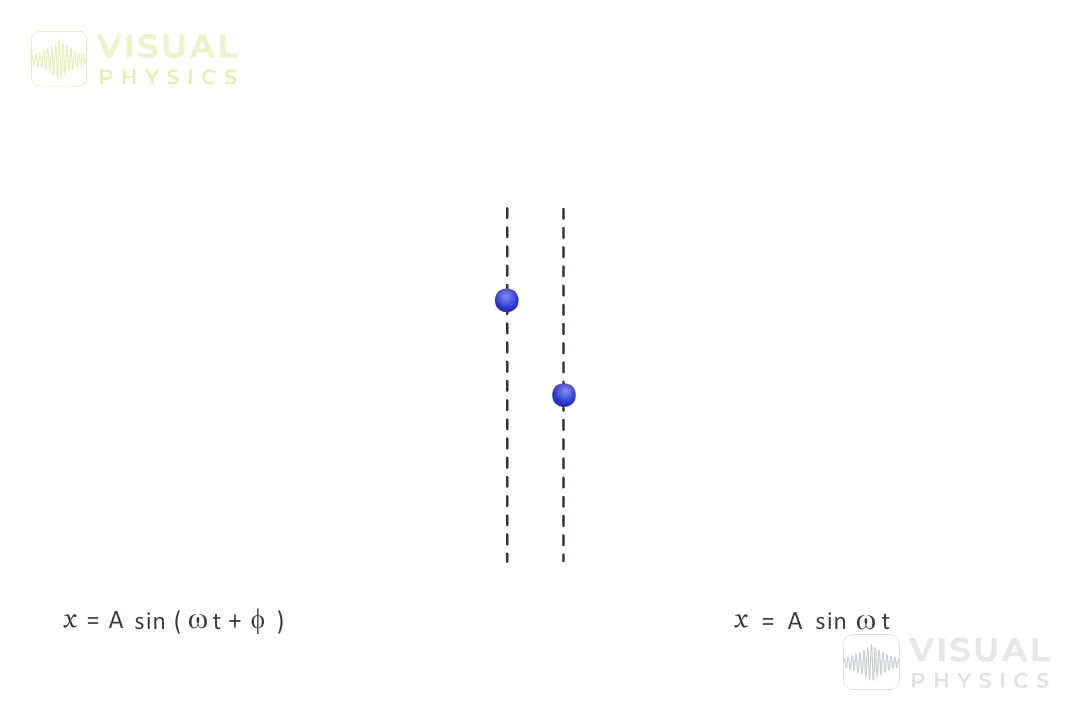 VISUAL
PHYSICS
x = A sin ( ω t + ϕ )
x = A sin ω t
VISUAL
PHYSICS